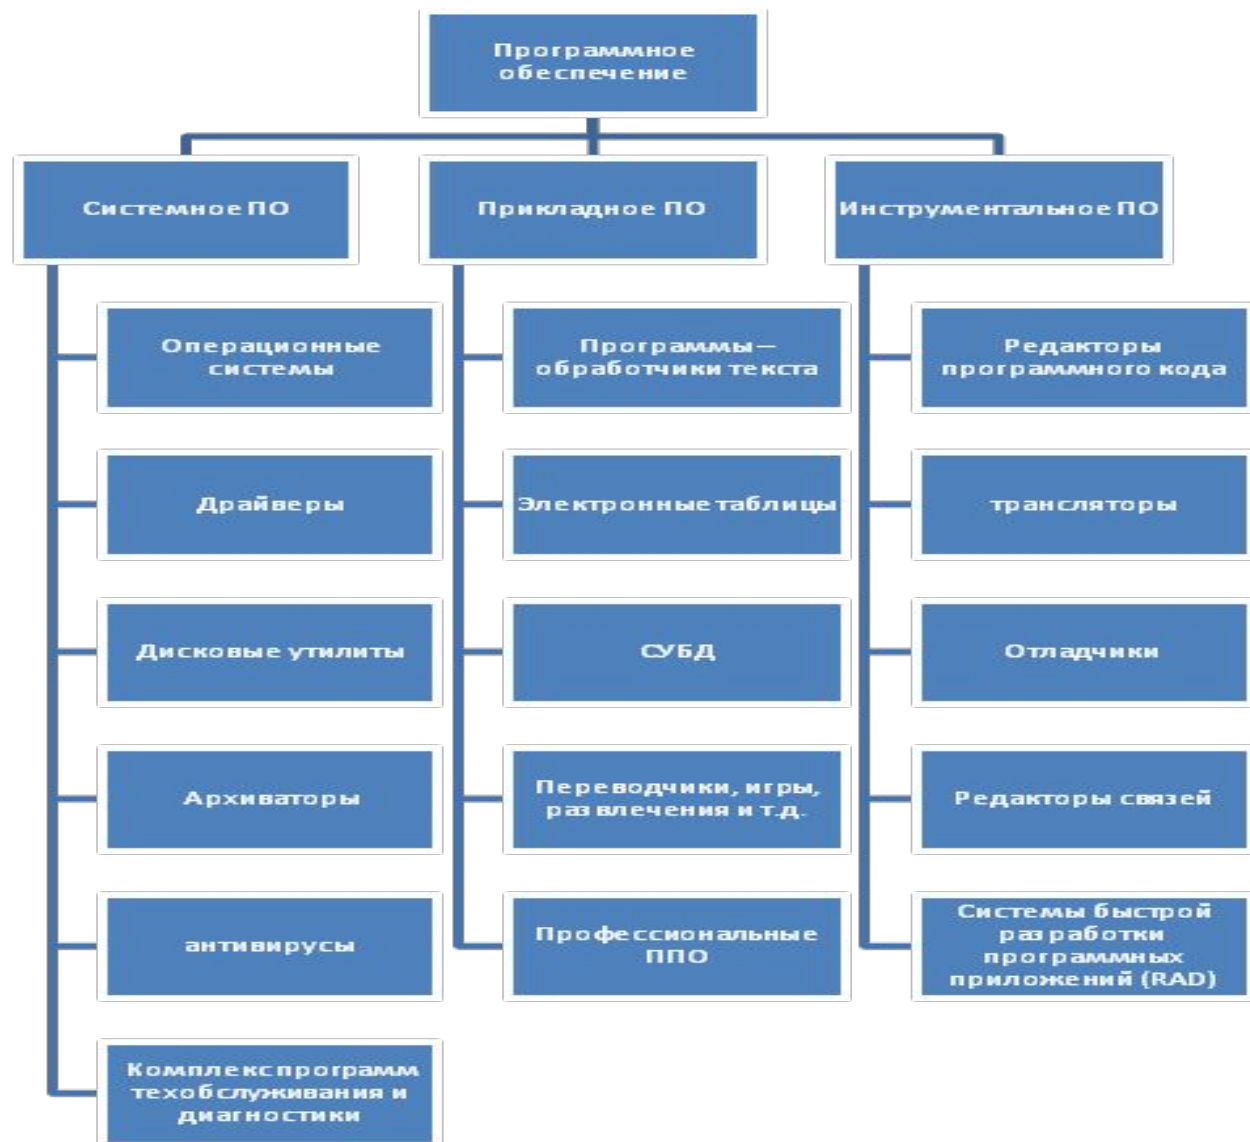 Программное
обеспечение
Системное ПО
Прикладное ПО
Инструментальное ПО
Операционные
системы
Программы —
обработчики текста
Редакторы
программного кода
Драйверы
Электронные таблицы
трансляторы
Дисковые утилиты
СУБД
Отладчики
Архиваторы
Переводчики, игры,
развлечения и т.д.
Редакторы связей
антивирусы
Профессиональные
ППО
Системы быстрой
разработки
программных
приложений (RAD)
Комплекс программ
техобслуживания и
диагностики